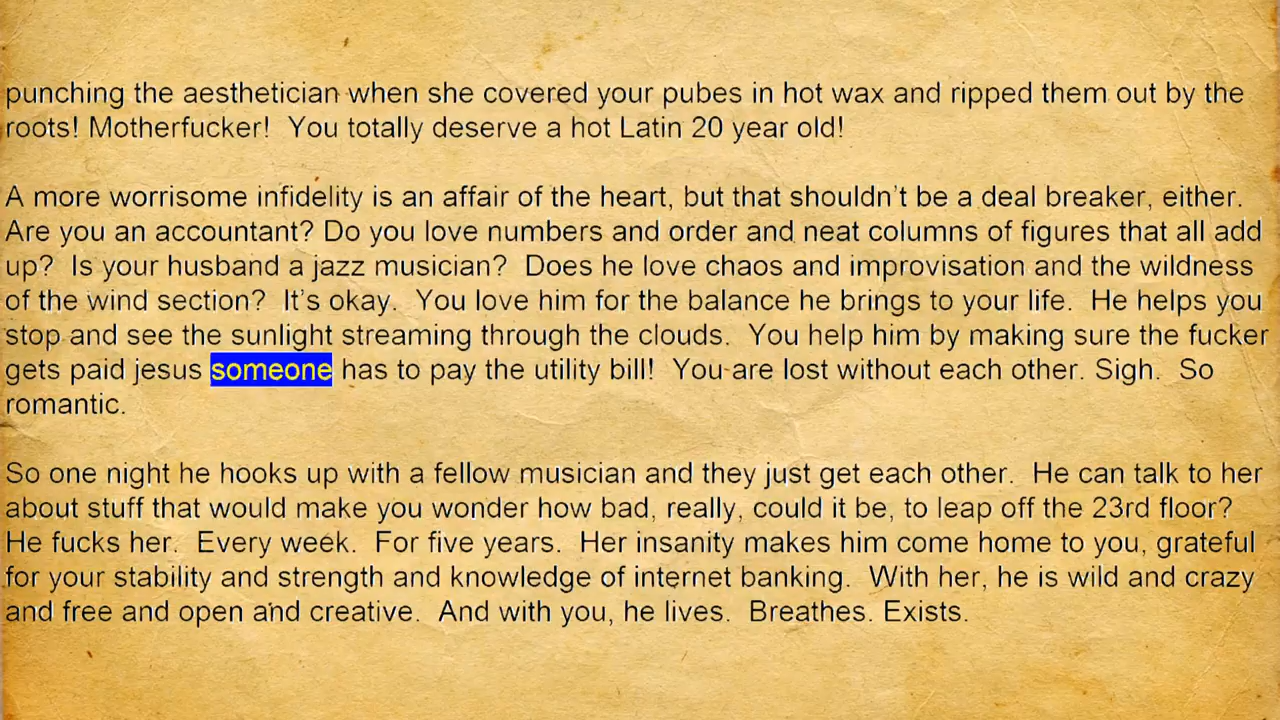 punching the aesthetician when she covered your pubes in hot wax and ripped them out by the
roots! Motherfucker!  You totally deserve a hot Latin 20 year old!
A more worrisome infidelity is an affair of the heart, but that shouldn’t be a deal breaker, either.
Are you an accountant? Do you love numbers and order and neat columns of figures that all add
up?  Is your husband a jazz musician?  Does he love chaos and improvisation and the wildness
of the wind section?  It’s okay.  You love him for the balance he brings to your life.  He helps you
stop and see the sunlight streaming through the clouds.  You help him by making sure the fucker
gets paid jesus someone has to pay the utility bill!  You are lost without each other. Sigh.  So
romantic.
So one night he hooks up with a fellow musician and they just get each other.  He can talk to her
about stuff that would make you wonder how bad, really, could it be, to leap off the 23rd floor?
He fucks her.  Every week.  For five years.  Her insanity makes him come home to you, grateful
for your stability and strength and knowledge of internet banking.  With her, he is wild and crazy
and free and open and creative.  And with you, he lives.  Breathes. Exists.